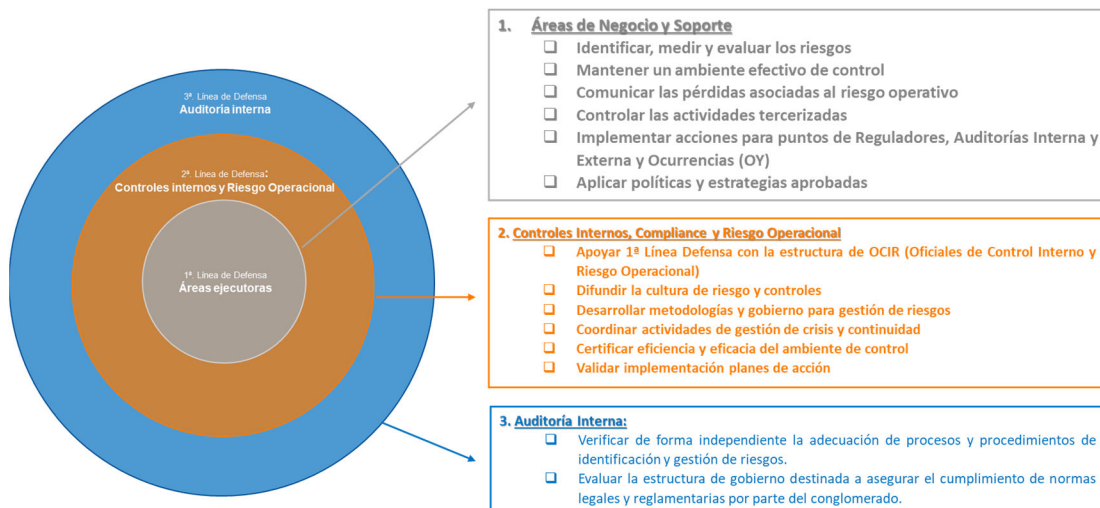 3ª. Línea de Defensa
Auditoría interna
2ª. Línea de Defensa:
Controles internos y Riesgo Operacional
1ª. Línea de Defensa
Áreas ejecutoras
1. Áreas de Negocio y Soporte
❑ Identificar, medir y evaluar los riesgos
❑ Mantener un ambiente efectivo de control
❑ Comunicar las pérdidas asociadas al riesgo operativo
❑ Controlar las actividades tercerizadas
❑ Implementar acciones para puntos de Reguladores, Auditorías Interna y
Externa y Ocurrencias (OY)
❑ Aplicar políticas y estrategias aprobadas
2. Controles Internos, Compliance y Riesgo Operacional
❑ Apoyar 1ª Línea Defensa con la estructura de OCIR (Oficiales de Control Interno y
Riesgo Operacional)
❑ Difundir la cultura de riesgo y controles
❑ Desarrollar metodologías y gobierno para gestión de riesgos
❑ Coordinar actividades de gestión de crisis y continuidad
❑ Certificar eficiencia y eficacia del ambiente de control
❑ Validar implementación planes de acción
3. Auditoría Interna:
❑ Verificar de forma independiente la adecuación de procesos y procedimientos de
identificación y gestión de riesgos.
❑ Evaluar la estructura de gobierno destinada a asegurar el cumplimiento de normas
legales y reglamentarias por parte del conglomerado.